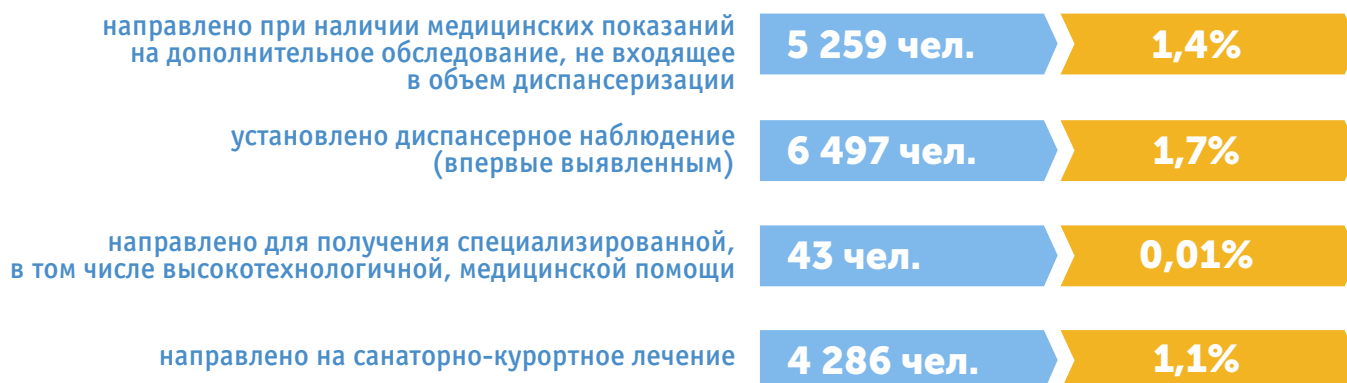 направлено при наличии медицинских показаний
на дополнительное обследование, не входящее
в объем диспансеризации
5 259 чел.
1,4%
установлено диспансерное наблюдение
(впервые выявленным)
6 497 чел.
1,7%
направлено для получения специализированной,
в том числе высокотехнологичной, медицинской помощи
43 чел.
0,01%
направлено на санаторно-курортное лечение
4 286 чел.
1,1%